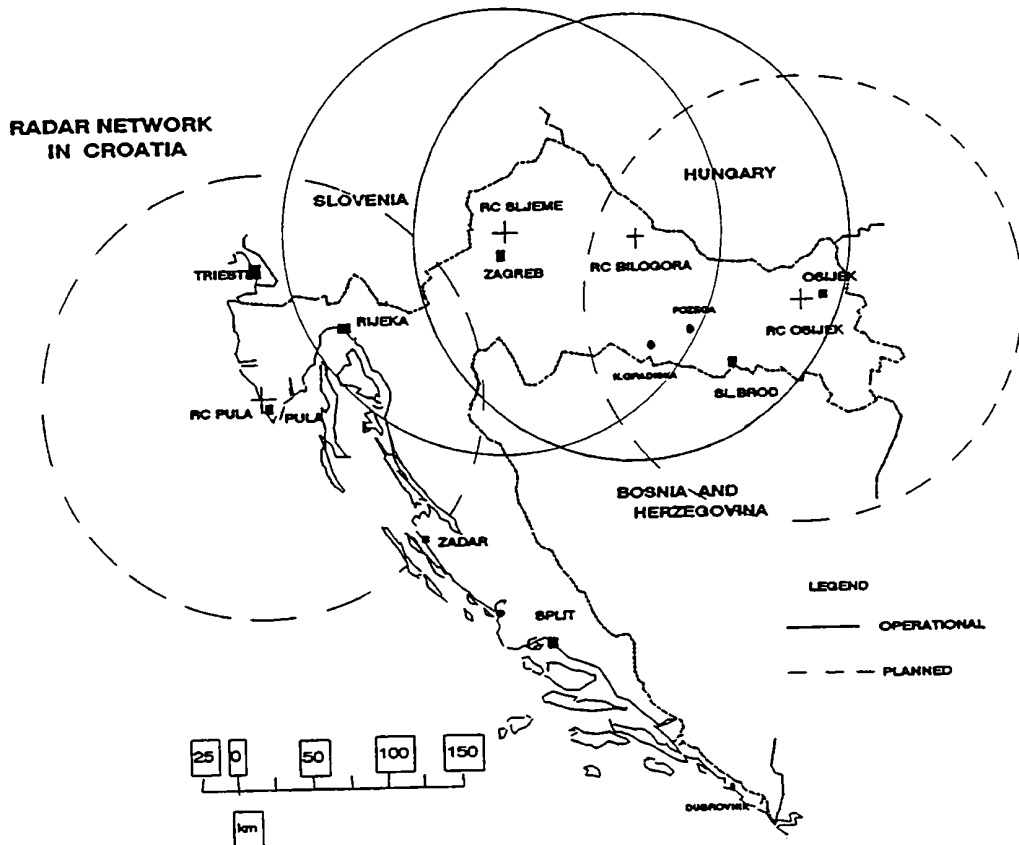 RADAR NETWORK
IN CROATIA
SLOVENIA
HUNGARY
RC SLJEME
ZAGREB
RC BILOGORA
TRIEST
OSIJEK
RC OSIJEK
RIJEKA
POZEGA
N.GRADISKA
SL.BROD
RC PULA
PULA
BOSNIA AND
HERZEGOVINA
ZADAR
LEGEND
SPLIT
OPERATIONAL
PLANNED
25 0 50 100 150
DUBROVNIK
km